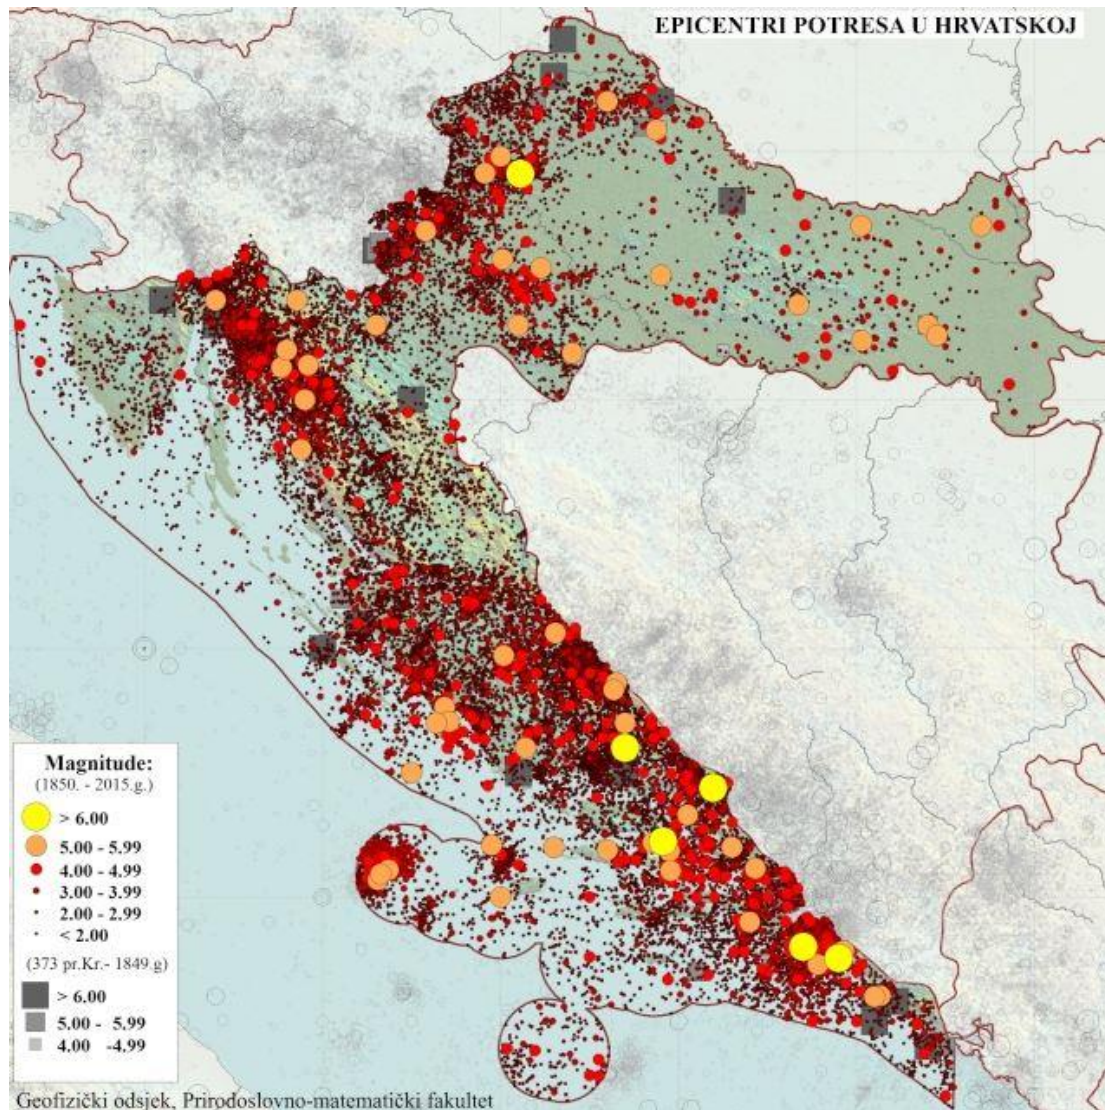 EPICENTRI POTRESA U HRVATSKOJ
Magnitude:
(1850. - 2015.g.)
> 6.00
5.00 - 5.99
4.00 - 4.99
3.00 - 3.99
2.00 - 2.99
< 2.00
(373 pr.Kr.- 1849.g)
> 6.00
5.00 - 5.99
4.00 -4.99
Geofizički odsjek, Prirodoslovno-matematički fakultet